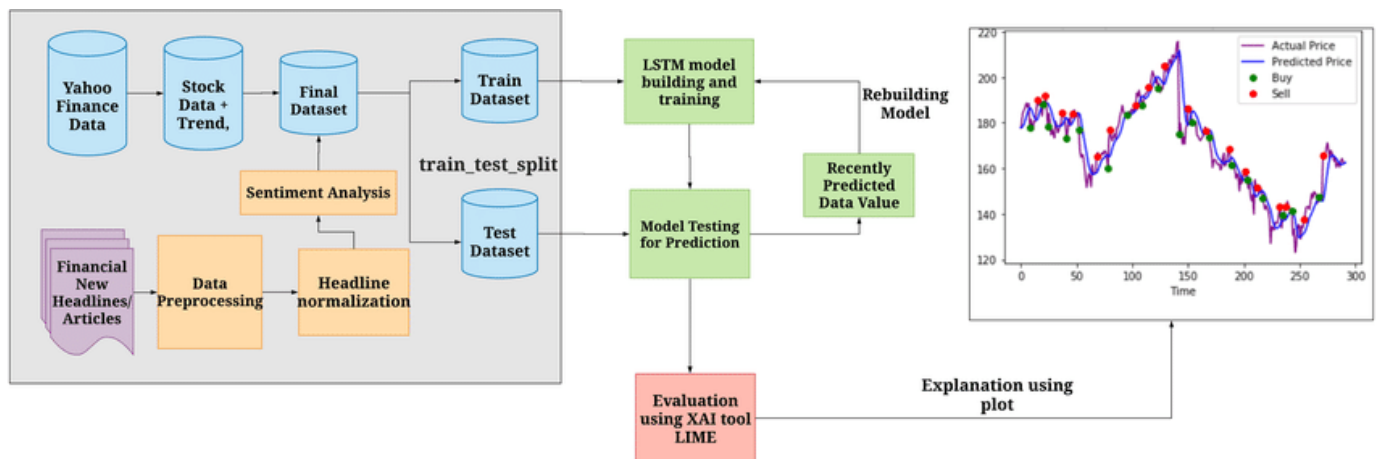 Yahoo
Finance
Data
Stock
Data +
Trend,
Final
Dataset
Train
Dataset
train_test_split
Test
Dataset
Sentiment Analysis
Financial
New
Headlines/
Articles
Data
Preprocessing
Headline
normalization
LSTM model
building and
training
Rebuilding
Model
Recently
Predicted
Data Value
Model Testing
for Prediction
Evaluation
using XAI tool
LIME
Explanation using
plot
220
200
180
160
140
120
0
50
100
150
200
250
300
Time
Actual Price
Predicted Price
Buy
Sell